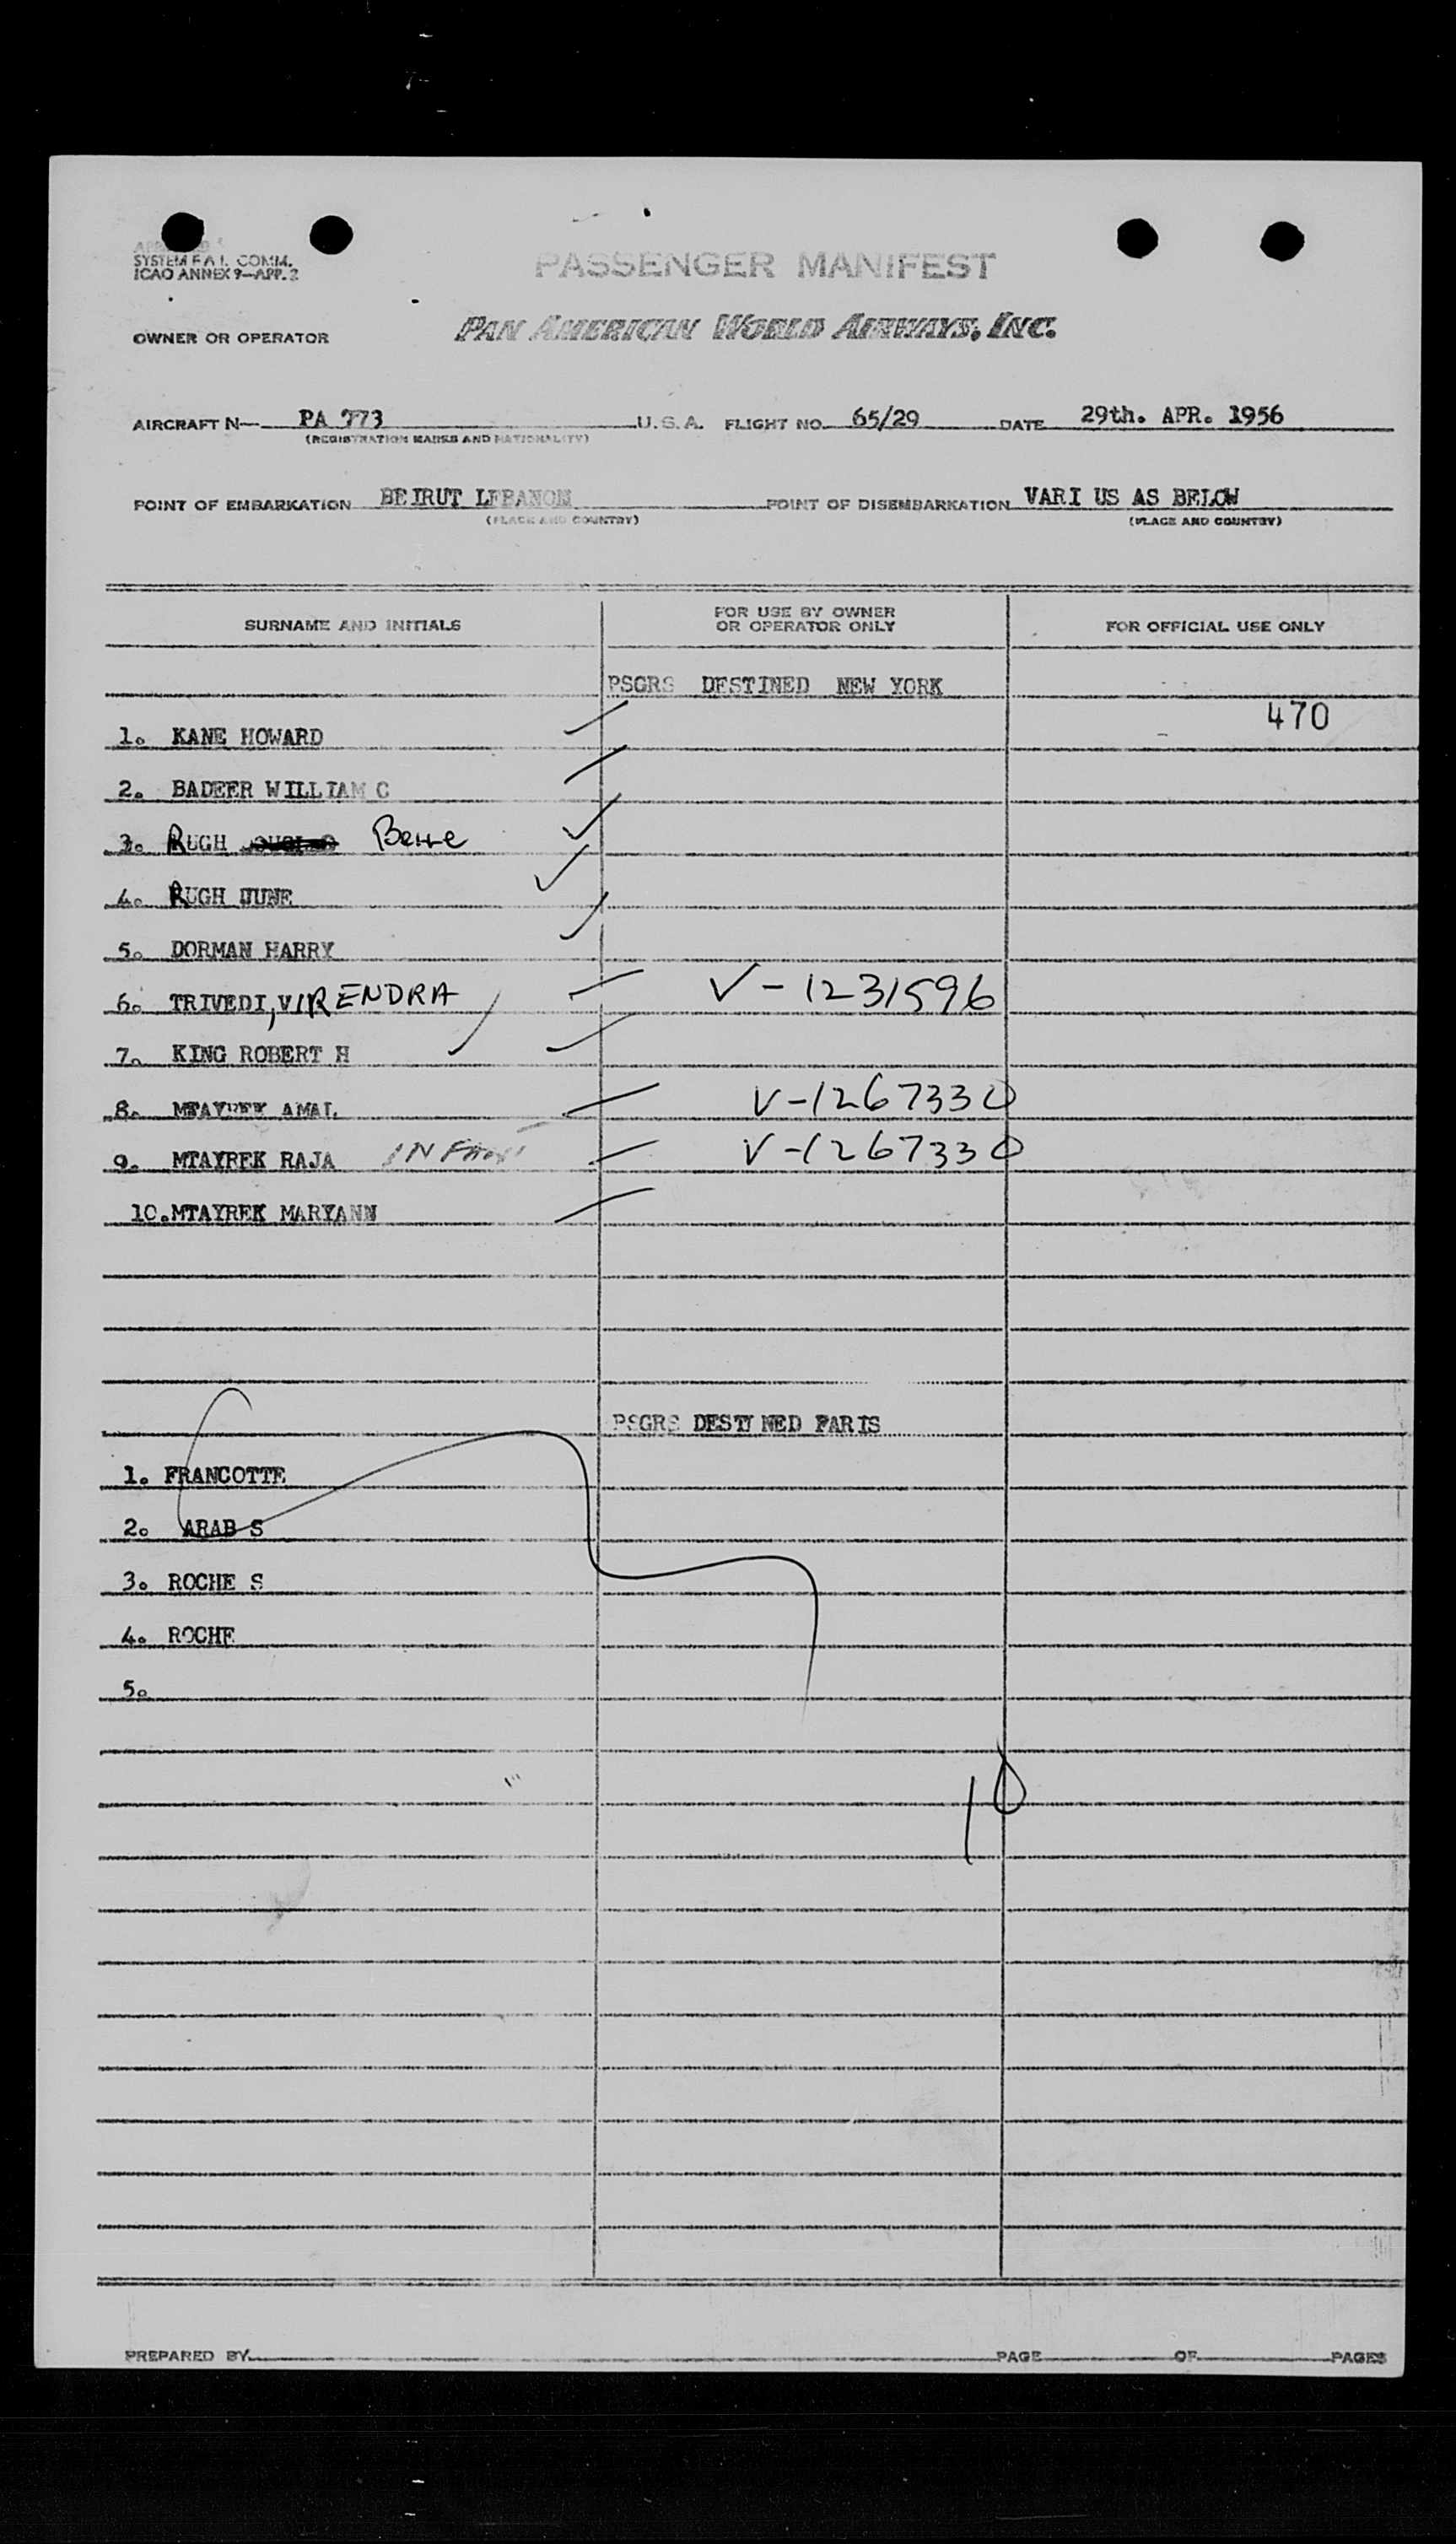 SYSTEM F.A.L. COMM.
ICAO ANNEX 9—APP. 2
PASSENGER MANIFEST
OWNER OR OPERATOR PAN AMERICAN WORLD AIRWAYS, INC.
AIRCRAFT N— PA 773 U.S.A. FLIGHT NO. 65/29 DATE 29th. APR. 1956
(REGISTRATION MARKS AND NATIONALITY)
POINT OF EMBARKATION BEIRUT LEBANON POINT OF DISEMBARKATION VARI US AS BELOW
(PLACE AND COUNTRY) (PLACE AND COUNTRY)
SURNAME AND INITIALS FOR USE BY OWNER OR OPERATOR ONLY FOR OFFICIAL USE ONLY
PSGRS DESTINED NEW YORK
470
1. KANE HOWARD
2. BADEER WILLIAM C
3. RUGH Belle
4. RUGH JUNE
5. DORMAN HARRY
6. TRIVEDI, VIRENDRA V-1231596
7. KING ROBERT H
8. MTAYREK AMAL V-1267330
9. MTAYREK RAJA INFANT V-1267330
10. MTAYREK MARYANN
PSGRS DESTINED PARIS
1. FRANCOTTE
2. ARAB S
3. ROCHE S
4. ROCHE
5.
10
PREPARED BY PAGE OF PAGES